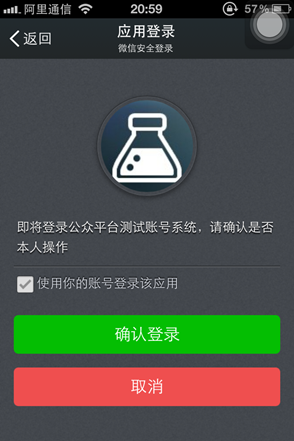 阿里通信 20:59 57%
返回 应用登录
微信安全登录
即将登录公众平台测试账号系统，请确认是否
本人操作
使用你的账号登录该应用
确认登录
取消